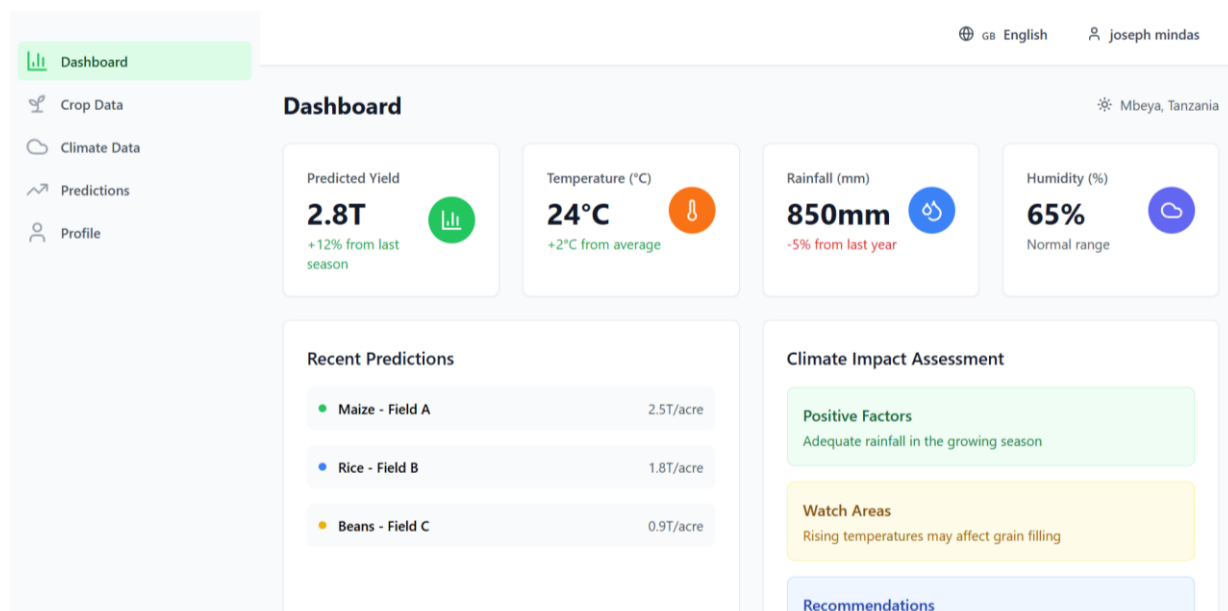 GB English
joseph mindas
Dashboard
Crop Data
Climate Data
Predictions
Profile
Dashboard
Mbeya, Tanzania
Predicted Yield
2.8T
+12% from last
season
Temperature (°C)
24°C
+2°C from average
Rainfall (mm)
850mm
-5% from last year
Humidity (%)
65%
Normal range
Recent Predictions
Maize - Field A
2.5T/acre
Rice - Field B
1.8T/acre
Beans - Field C
0.9T/acre
Climate Impact Assessment
Positive Factors
Adequate rainfall in the growing season
Watch Areas
Rising temperatures may affect grain filling
Recommendations